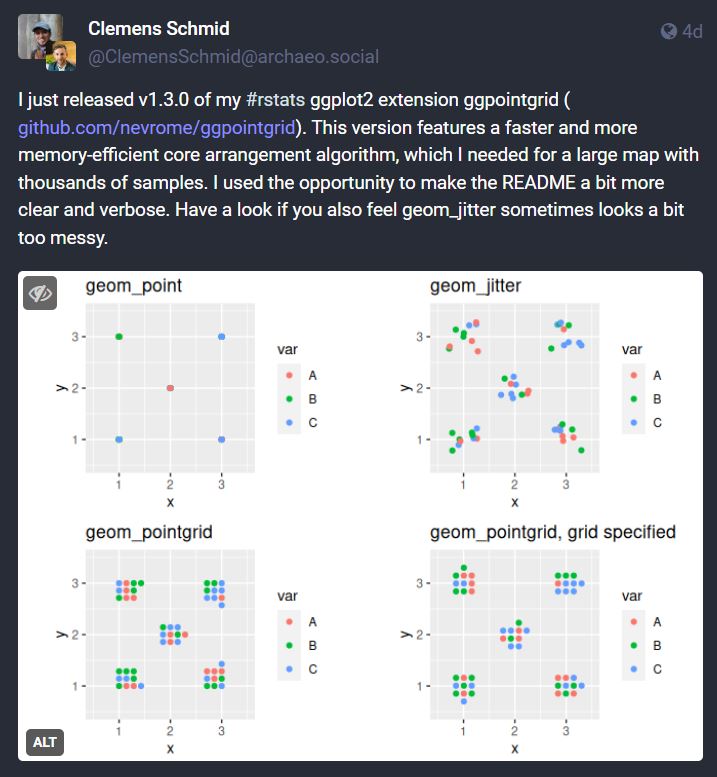 Clemens Schmid
4d
@ClemensSchmid@archaeo.social
I just released v1.3.0 of my #rstats ggplot2 extension ggpointgrid (
github.com/nevrome/ggpointgrid). This version features a faster and more
memory-efficient core arrangement algorithm, which I needed for a large map with
thousands of samples. I used the opportunity to make the README a bit more
clear and verbose. Have a look if you also feel geom_jitter sometimes looks a bit
too messy.
geom_point
3
2
1
y
1 2 3
x
var
A
B
C
geom_jitter
3
2
1
y
1 2 3
x
var
A
B
C
geom_pointgrid
3
2
1
y
1 2 3
x
var
A
B
C
geom_pointgrid, grid specified
3
2
1
y
1 2 3
x
var
A
B
C
ALT